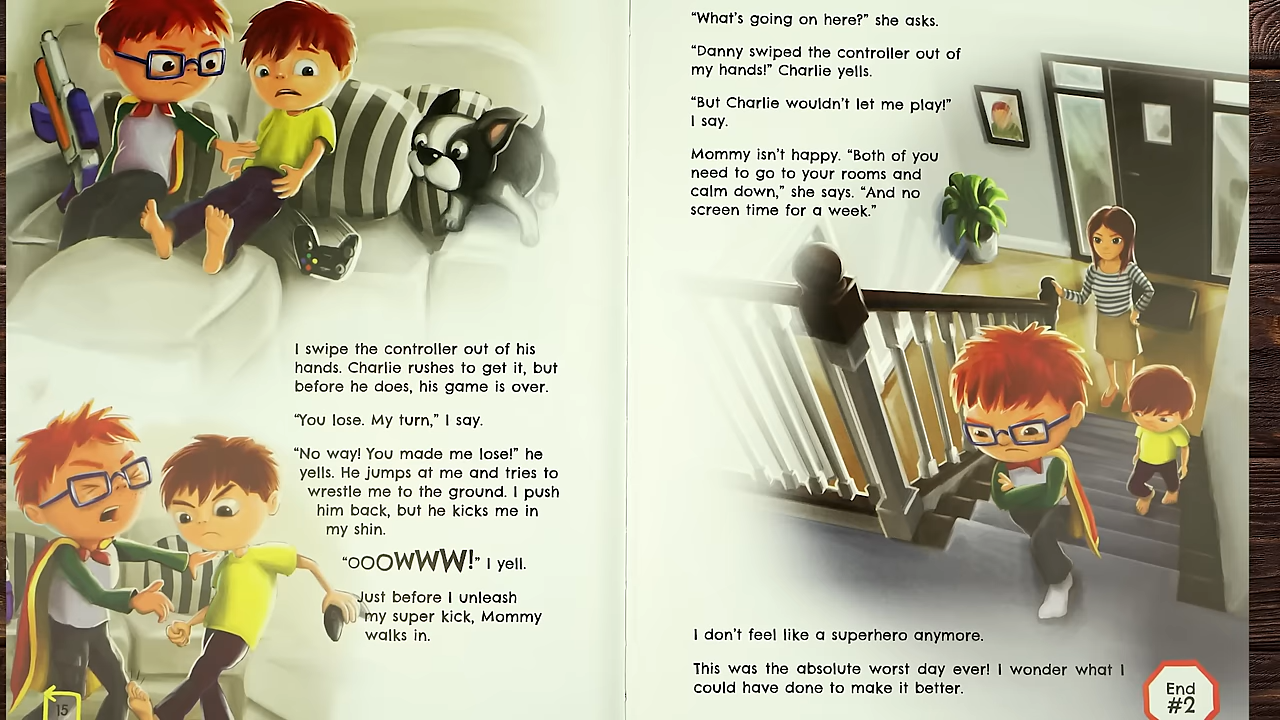 I swipe the controller out of his
hands. Charlie rushes to get it, but
before he does, his game is over.
“You lose. My turn,” I say.
“No way! You made me lose!” he
yells. He jumps at me and tries to
wrestle me to the ground. I push
him back, but he kicks me in
my shin.
“OOOWWW!” I yell.
Just before I unleash
my super kick, Mommy
walks in.
15
“What’s going on here?” she asks.
“Danny swiped the controller out of
my hands!” Charlie yells.
“But Charlie wouldn’t let me play!”
I say.
Mommy isn’t happy. “Both of you
need to go to your rooms and
calm down,” she says. “And no
screen time for a week.”
I don’t feel like a superhero anymore.
This was the absolute worst day ever! I wonder what I
could have done to make it better.
End
#2